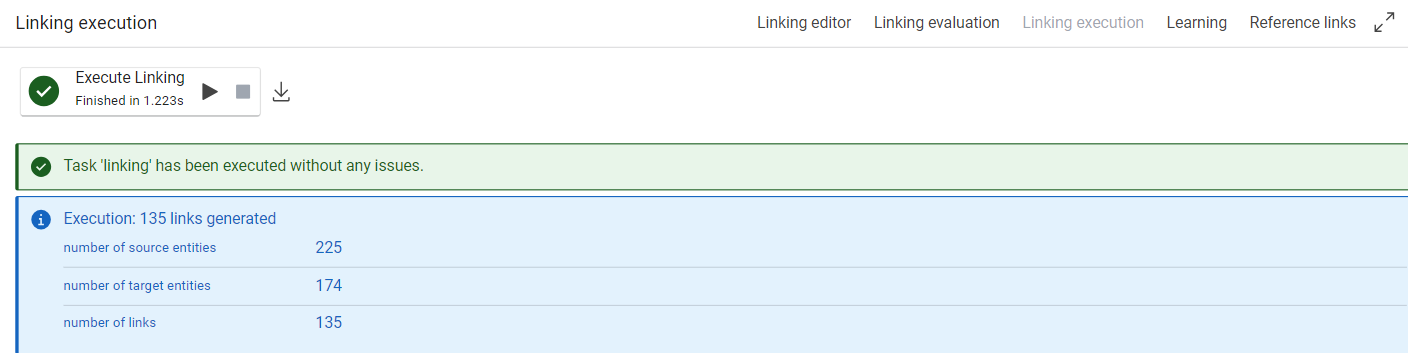 Linking execution Linking editor Linking evaluation Linking execution Learning Reference links
Execute Linking
Finished in 1.223s
Task 'linking' has been executed without any issues.
Execution: 135 links generated
number of source entities 225
number of target entities 174
number of links 135